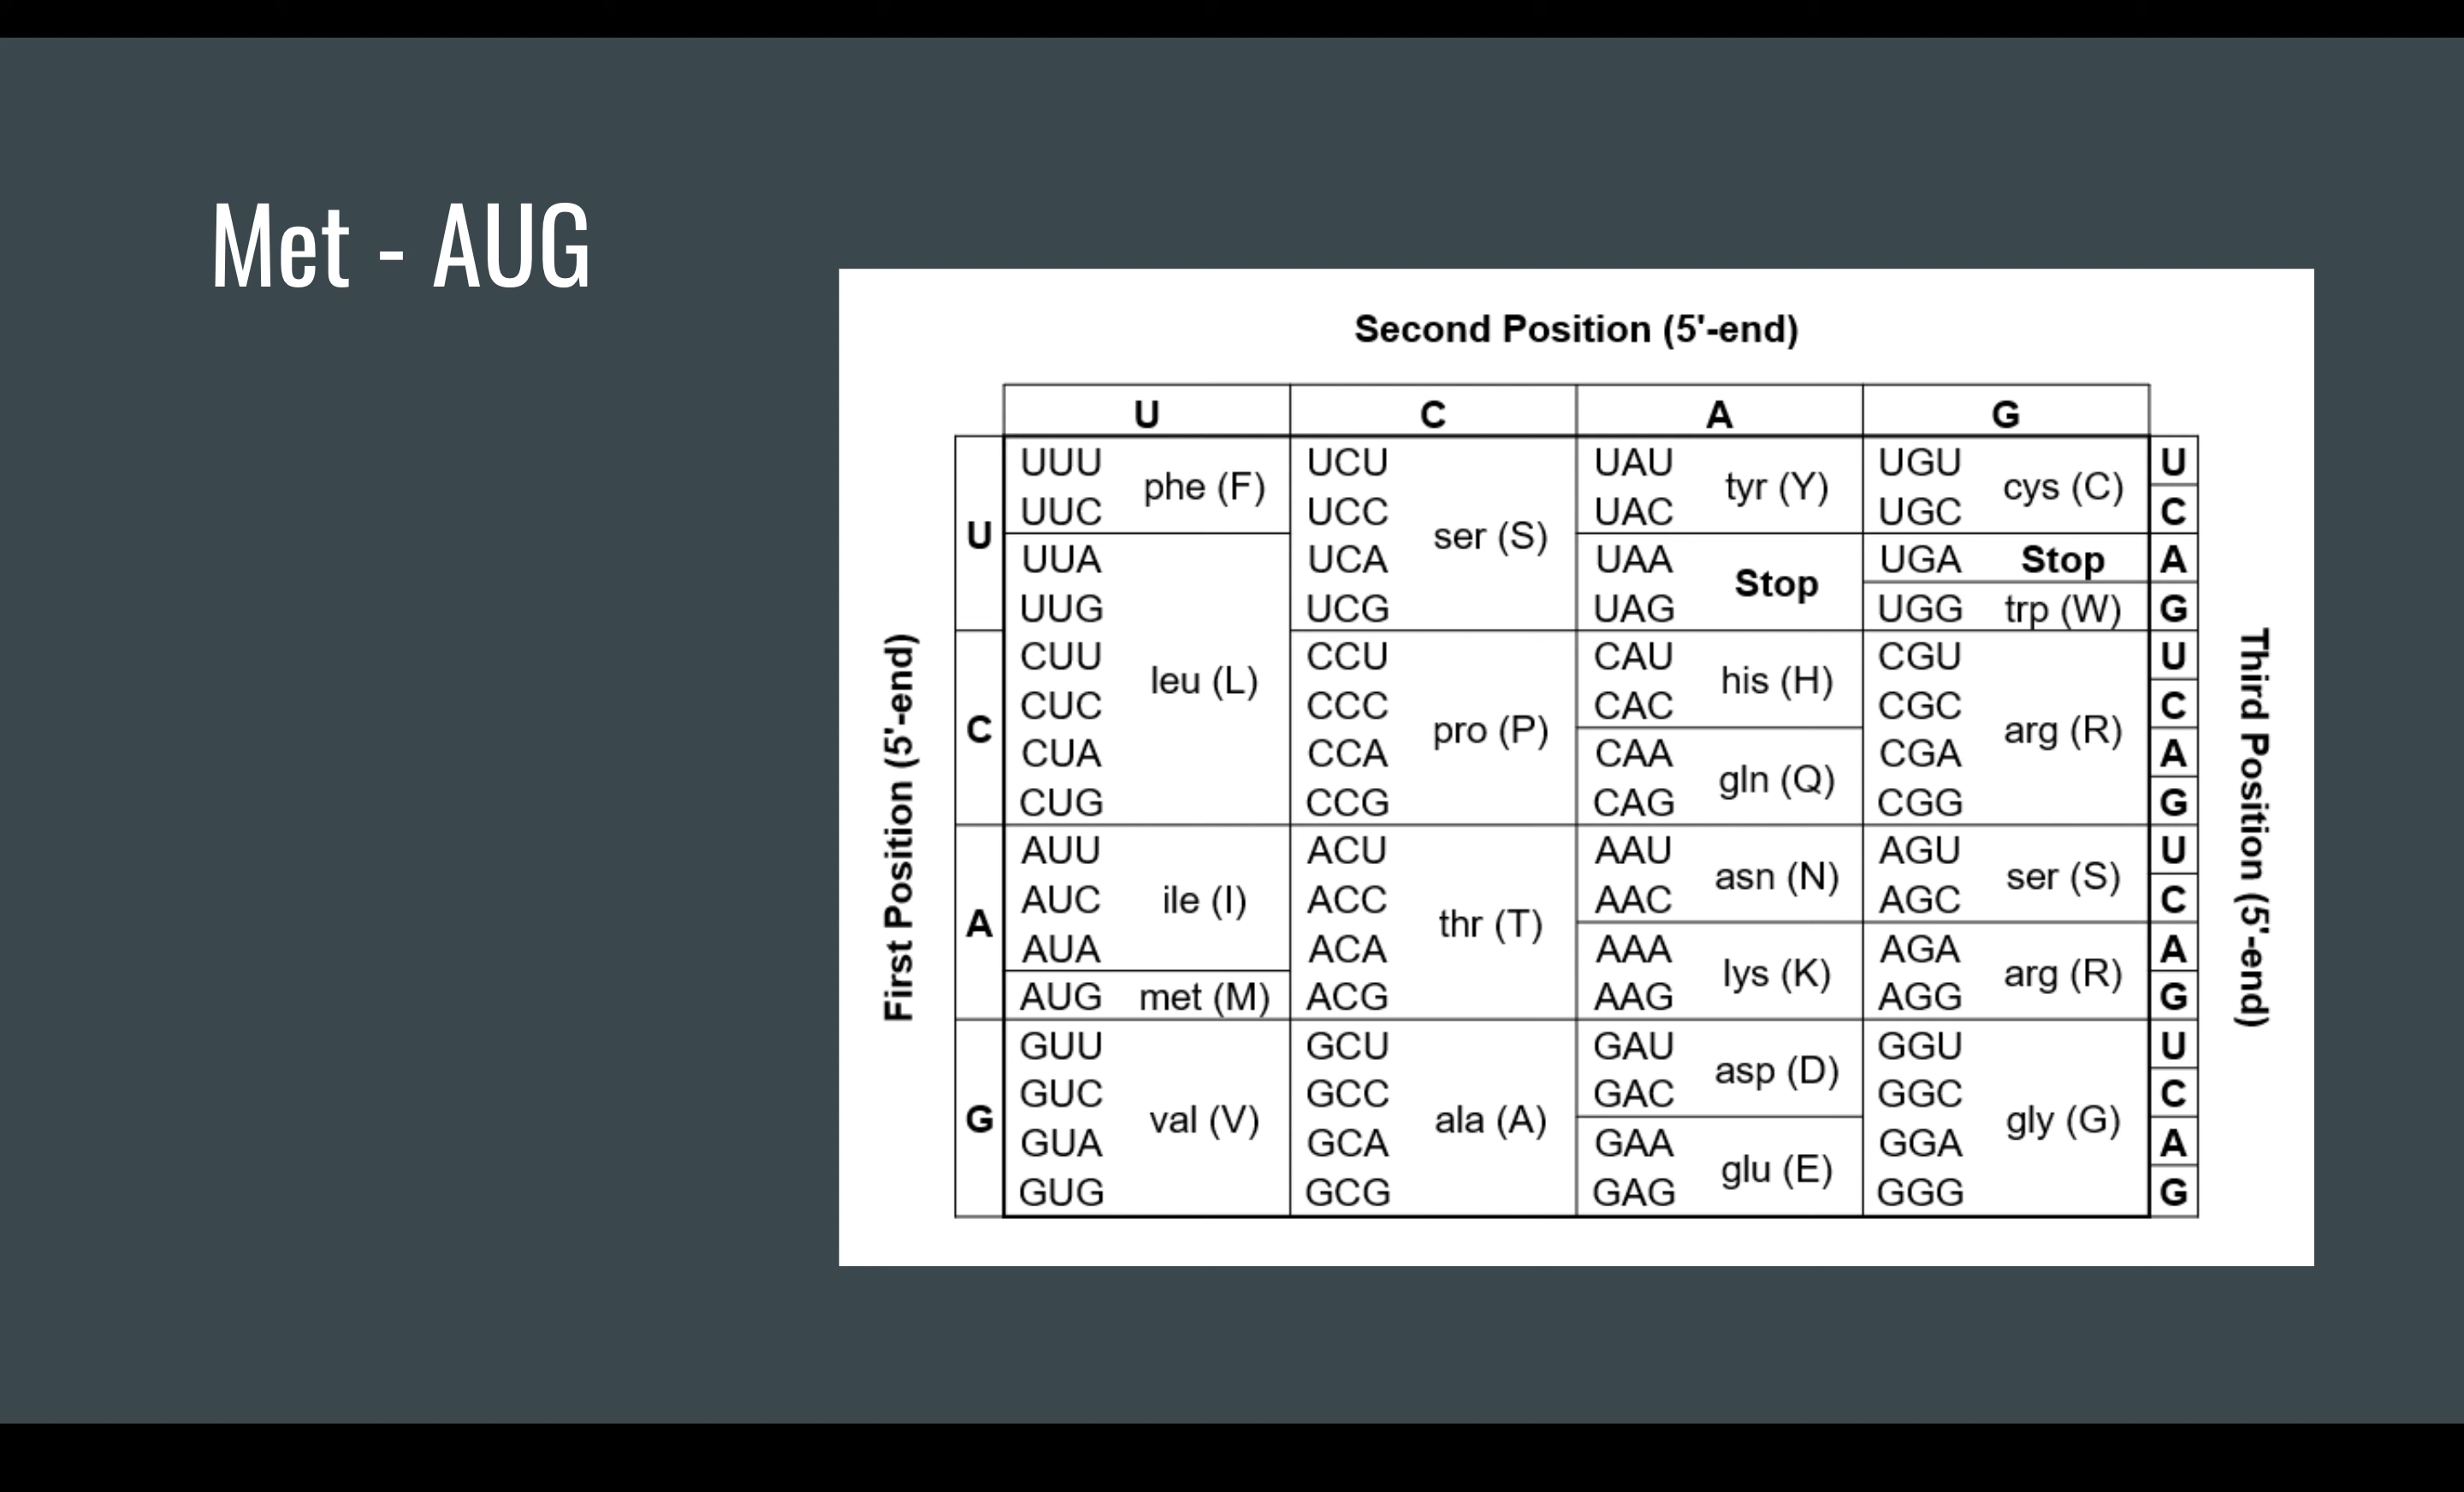 Met - AUG
Second Position (5'-end)
U C A G
First Position (5'-end)
Third Position (5'-end)
U
UUU phe (F) UCU ser (S) UAU tyr (Y) UGU cys (C) U
UUC UCC UAC UGC C
UUA leu (L) UCA UAA Stop UGA Stop A
UUG UCG UAG UGG trp (W) G
C
CUU CCU pro (P) CAU his (H) CGU arg (R) U
CUC CCC CAC CGC C
CUA CCA CAA gln (Q) CGA A
CUG CCG CAG CGG G
A
AUU ile (I) ACU thr (T) AAU asn (N) AGU ser (S) U
AUC ACC AAC AGC C
AUA ACA AAA lys (K) AGA arg (R) A
AUG met (M) ACG AAG AGG G
G
GUU val (V) GCU ala (A) GAU asp (D) GGU gly (G) U
GUC GCC GAC GGC C
GUA GCA GAA glu (E) GGA A
GUG GCG GAG GGG G